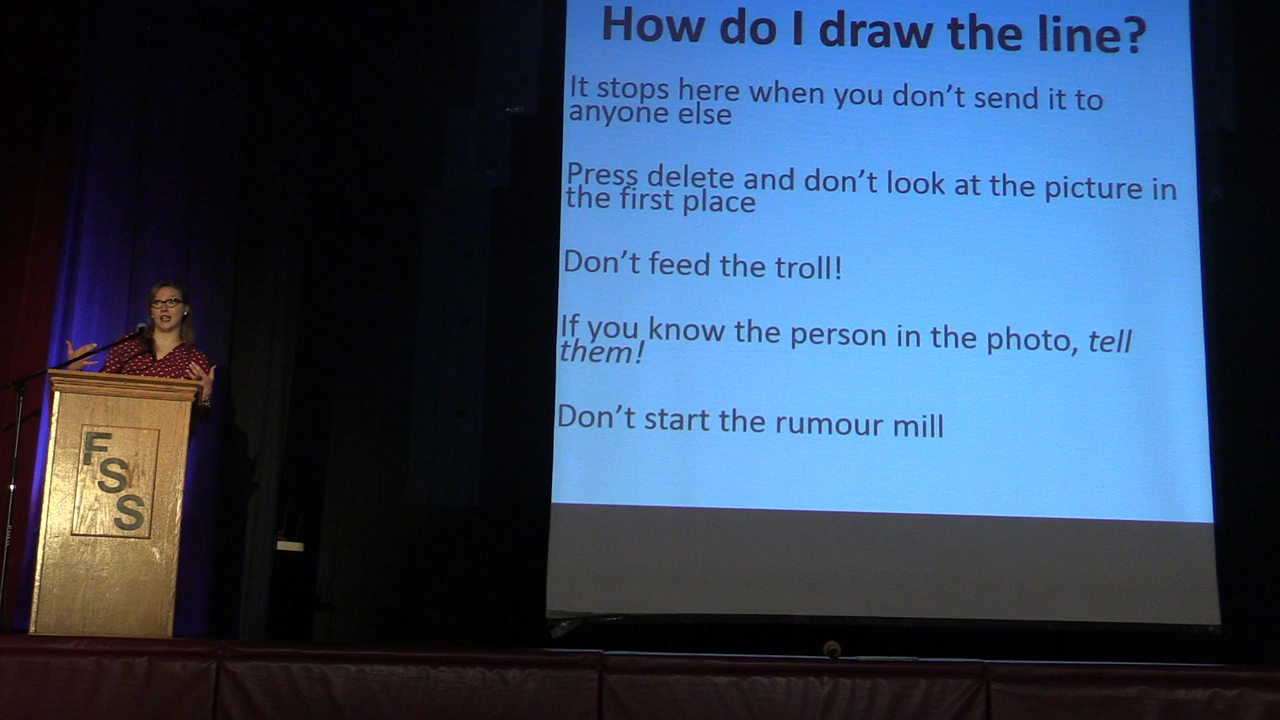 How do I draw the line?
It stops here when you don't send it to
anyone else
Press delete and don't look at the picture in
the first place
Don't feed the troll!
If you know the person in the photo, tell
them!
Don't start the rumour mill
F
S
S